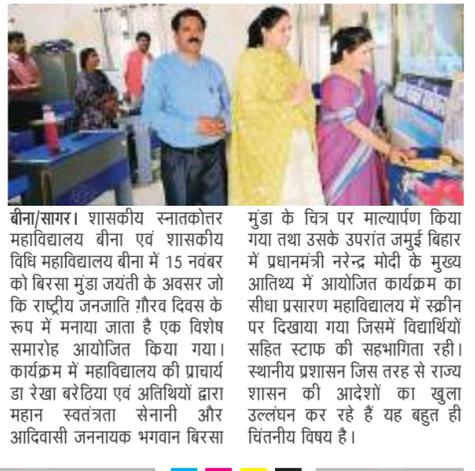 बीना/सागर। शासकीय स्नातकोत्तर
महाविद्यालय बीना एवं शासकीय
विधि महाविद्यालय बीना में 15 नवंबर
को बिरसा मुंडा जयंती के अवसर जो
कि राष्ट्रीय जनजाति ग़ौरव दिवस के
रूप में मनाया जाता है एक विशेष
समारोह आयोजित किया गया।
कार्यक्रम में महाविद्यालय की प्राचार्य
डा रेखा बरेठिया एवं अतिथियों द्वारा
महान स्वतंत्रता सेनानी और
आदिवासी जननायक भगवान बिरसा
मुंडा के चित्र पर माल्यार्पण किया
गया तथा उसके उपरांत जमुई बिहार
में प्रधानमंत्री नरेन्द्र मोदी के मुख्य
आतिथ्य में आयोजित कार्यक्रम का
सीधा प्रसारण महाविद्यालय में स्क्रीन
पर दिखाया गया जिसमें विद्यार्थियों
सहित स्टाफ की सहभागिता रही।
स्थानीय प्रशासन जिस तरह से राज्य
शासन की आदेशों का खुला
उल्लंघन कर रहे हैं यह बहुत ही
चिंतनीय विषय है।